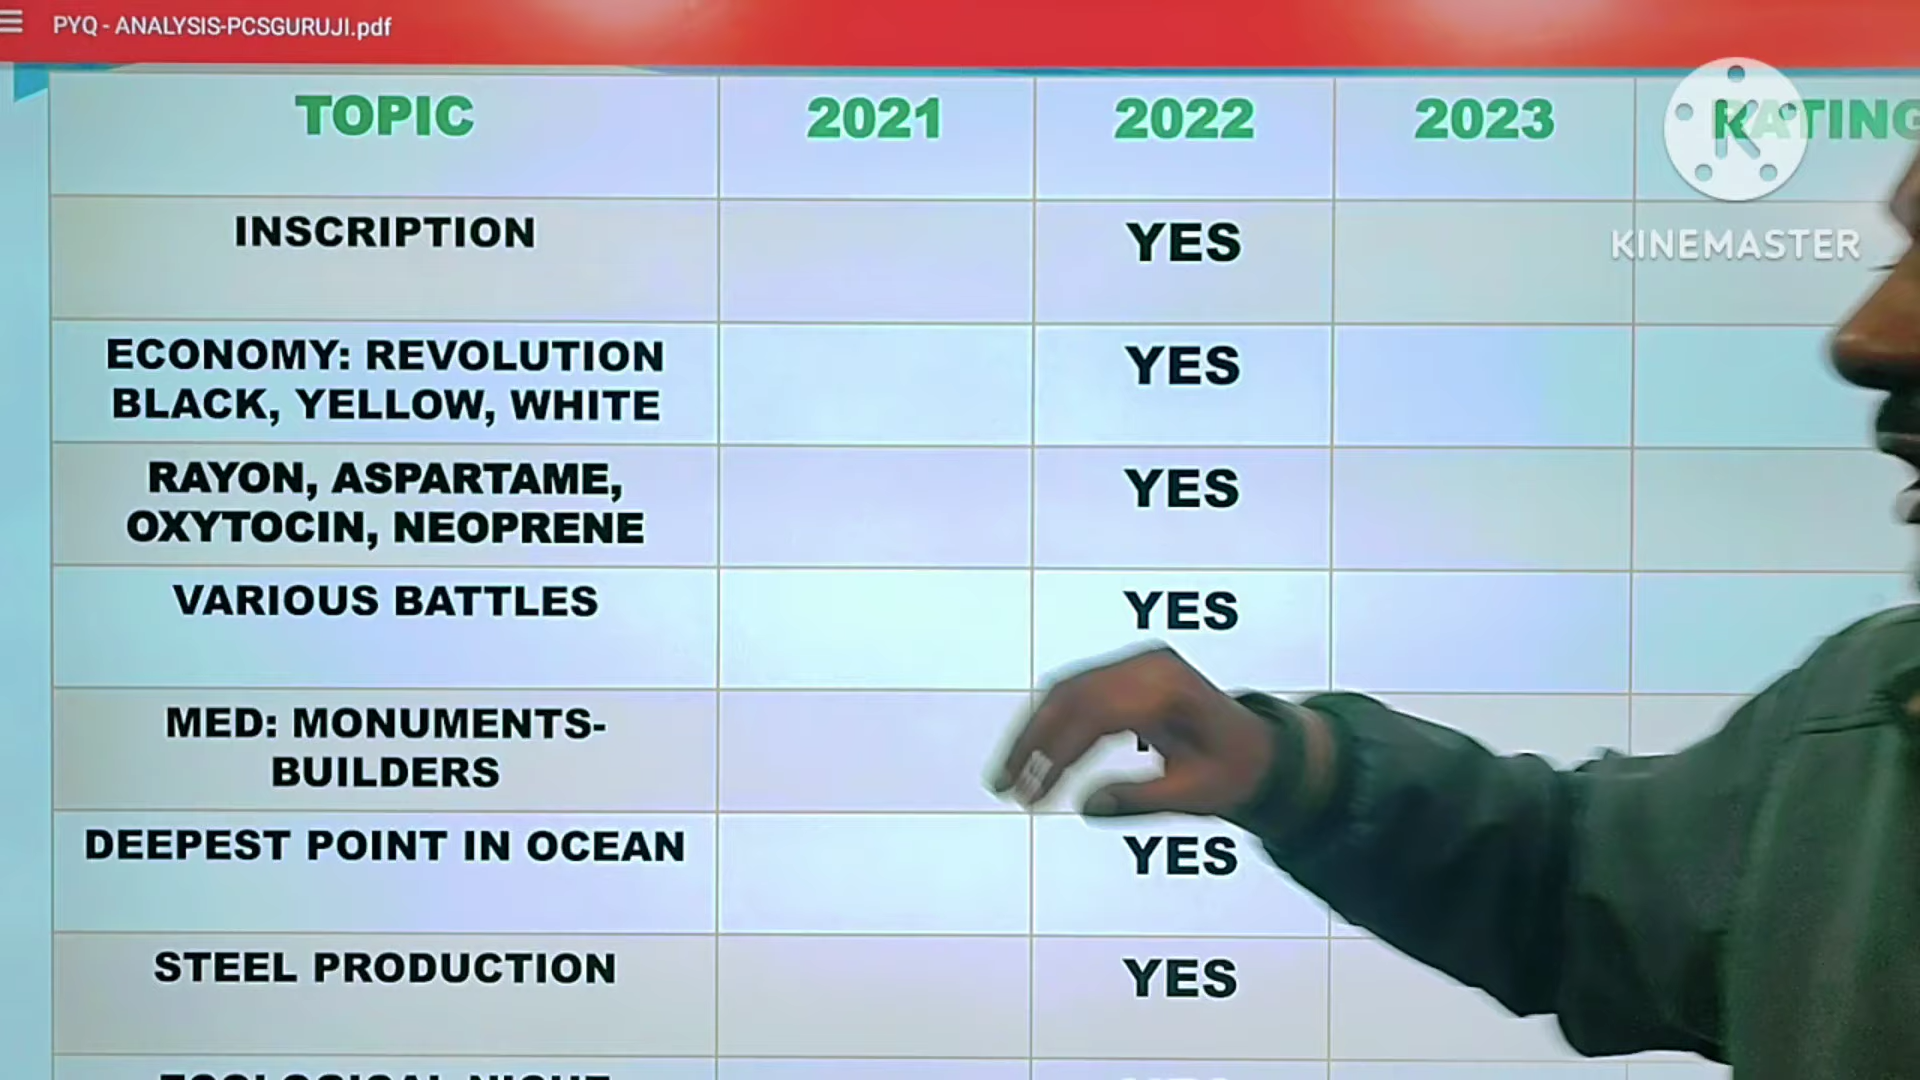 PYQ - ANALYSIS-PCSGURUJI.pdf
TOPIC 2021 2022 2023 RATING
KINEMASTER
INSCRIPTION YES
ECONOMY: REVOLUTION
BLACK, YELLOW, WHITE YES
RAYON, ASPARTAME,
OXYTOCIN, NEOPRENE YES
VARIOUS BATTLES YES
MED: MONUMENTS-
BUILDERS
DEEPEST POINT IN OCEAN YES
STEEL PRODUCTION YES